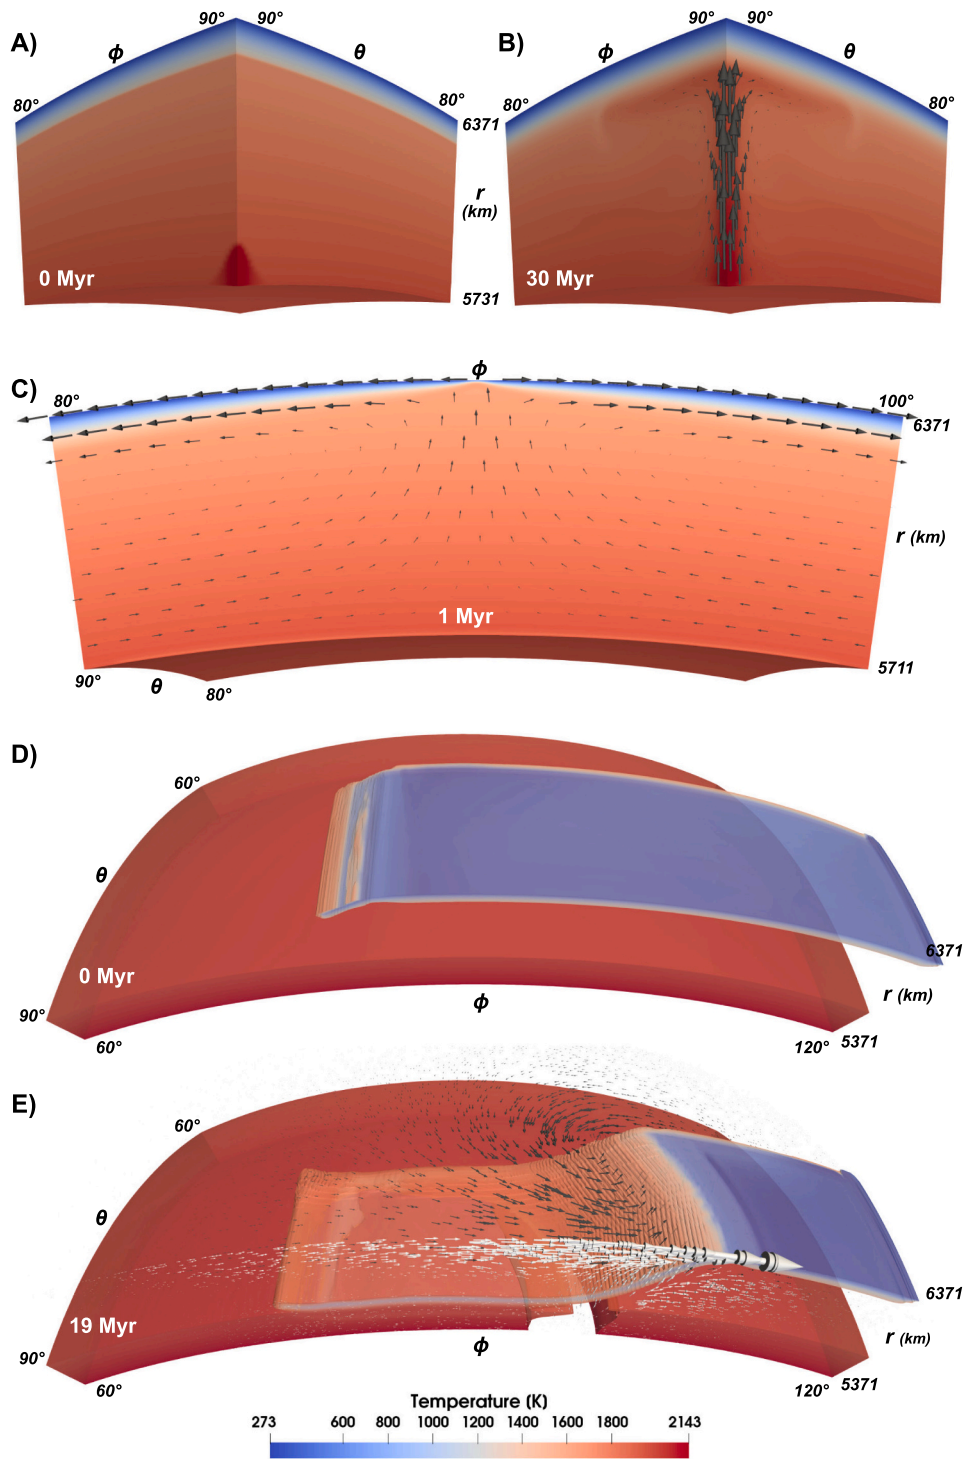 A)
90° 90°
ϕ
θ
80°
80°
6371
r
(km)
0 Myr
5731
B)
90° 90°
ϕ
θ
80°
80°
30 Myr
C)
ϕ
80°
100°
6371
r (km)
1 Myr
5711
90°
θ
80°
D)
60°
θ
0 Myr
6371
r (km)
ϕ
90°
60°
120°
5371
E)
60°
θ
19 Myr
6371
r (km)
ϕ
90°
60°
120°
5371
Temperature (K)
273 600 800 1000 1200 1400 1600 1800 2143